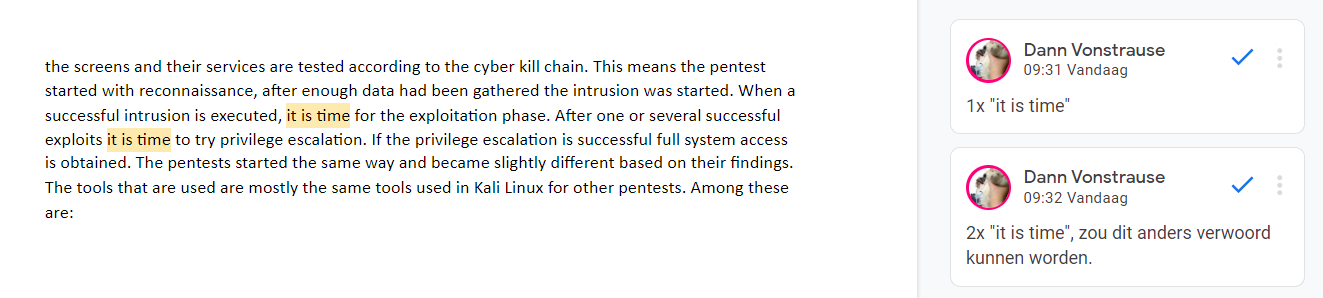 the screens and their services are tested according to the cyber kill chain. This means the pentest
started with reconnaissance, after enough data had been gathered the intrusion was started. When a
successful intrusion is executed, it is time for the exploitation phase. After one or several successful
exploits it is time to try privilege escalation. If the privilege escalation is successful full system access
is obtained. The pentests started the same way and became slightly different based on their findings.
The tools that are used are mostly the same tools used in Kali Linux for other pentests. Among these
are:
Dann Vonstrause
09:31 Vandaag
1x "it is time"
Dann Vonstrause
09:32 Vandaag
2x "it is time", zou dit anders verwoord
kunnen worden.